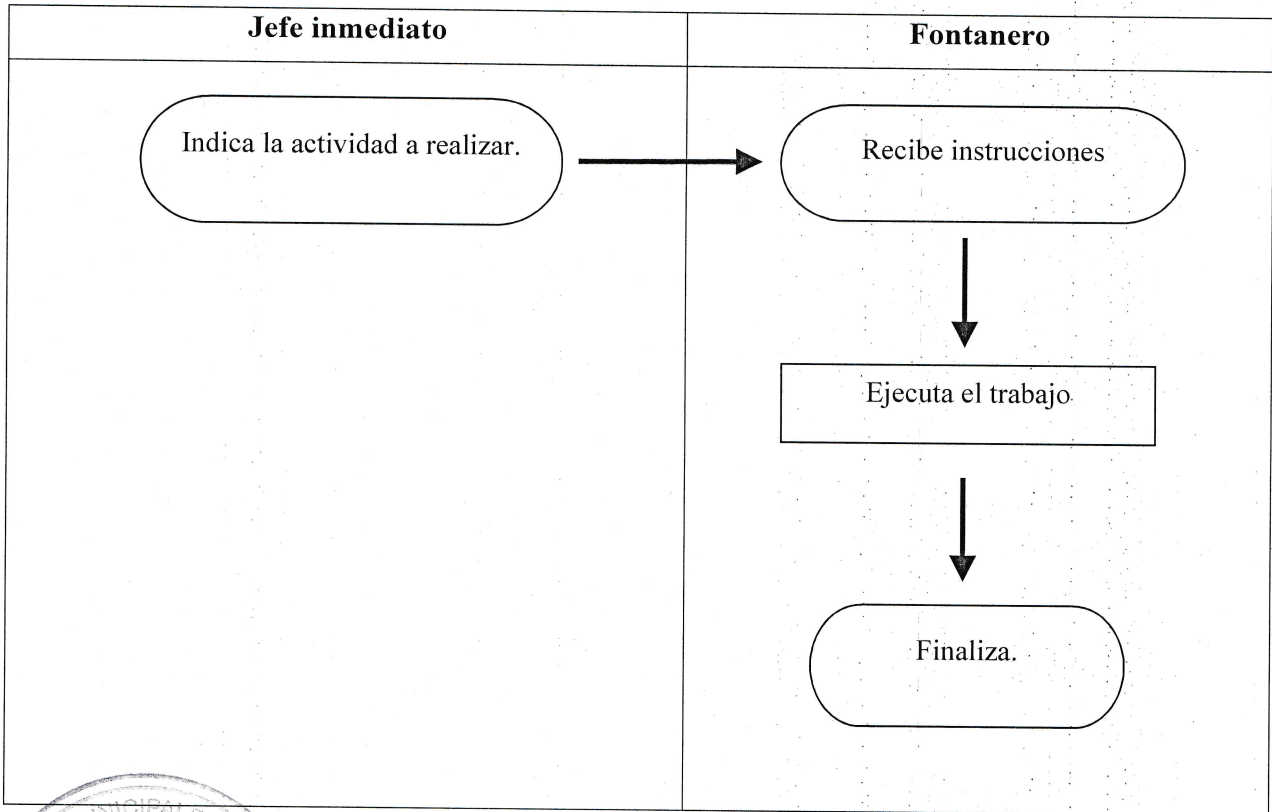 Jefe inmediato
Fontanero
Indica la actividad a realizar.
Recibe instrucciones
Ejecuta el trabajo
Finaliza.